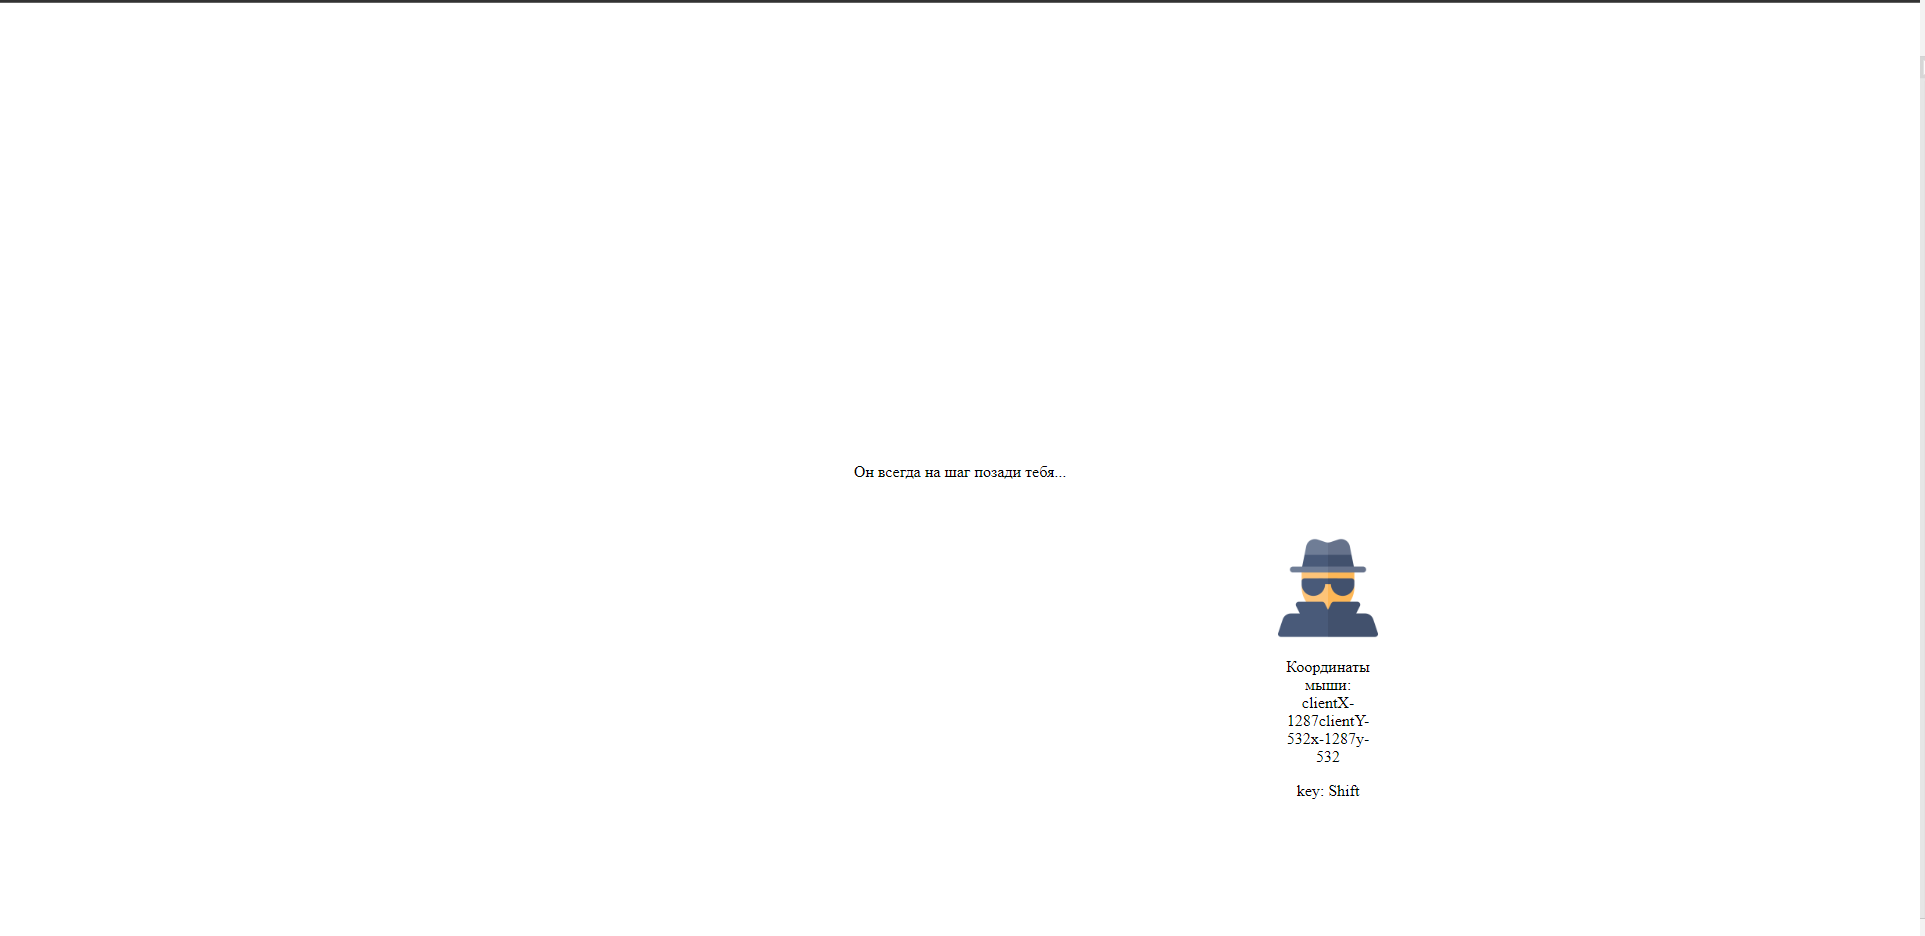 Он всегда на шаг позади тебя...
Координаты
мыши:
clientX-
1287clientY-
532x-1287y-
532
key: Shift